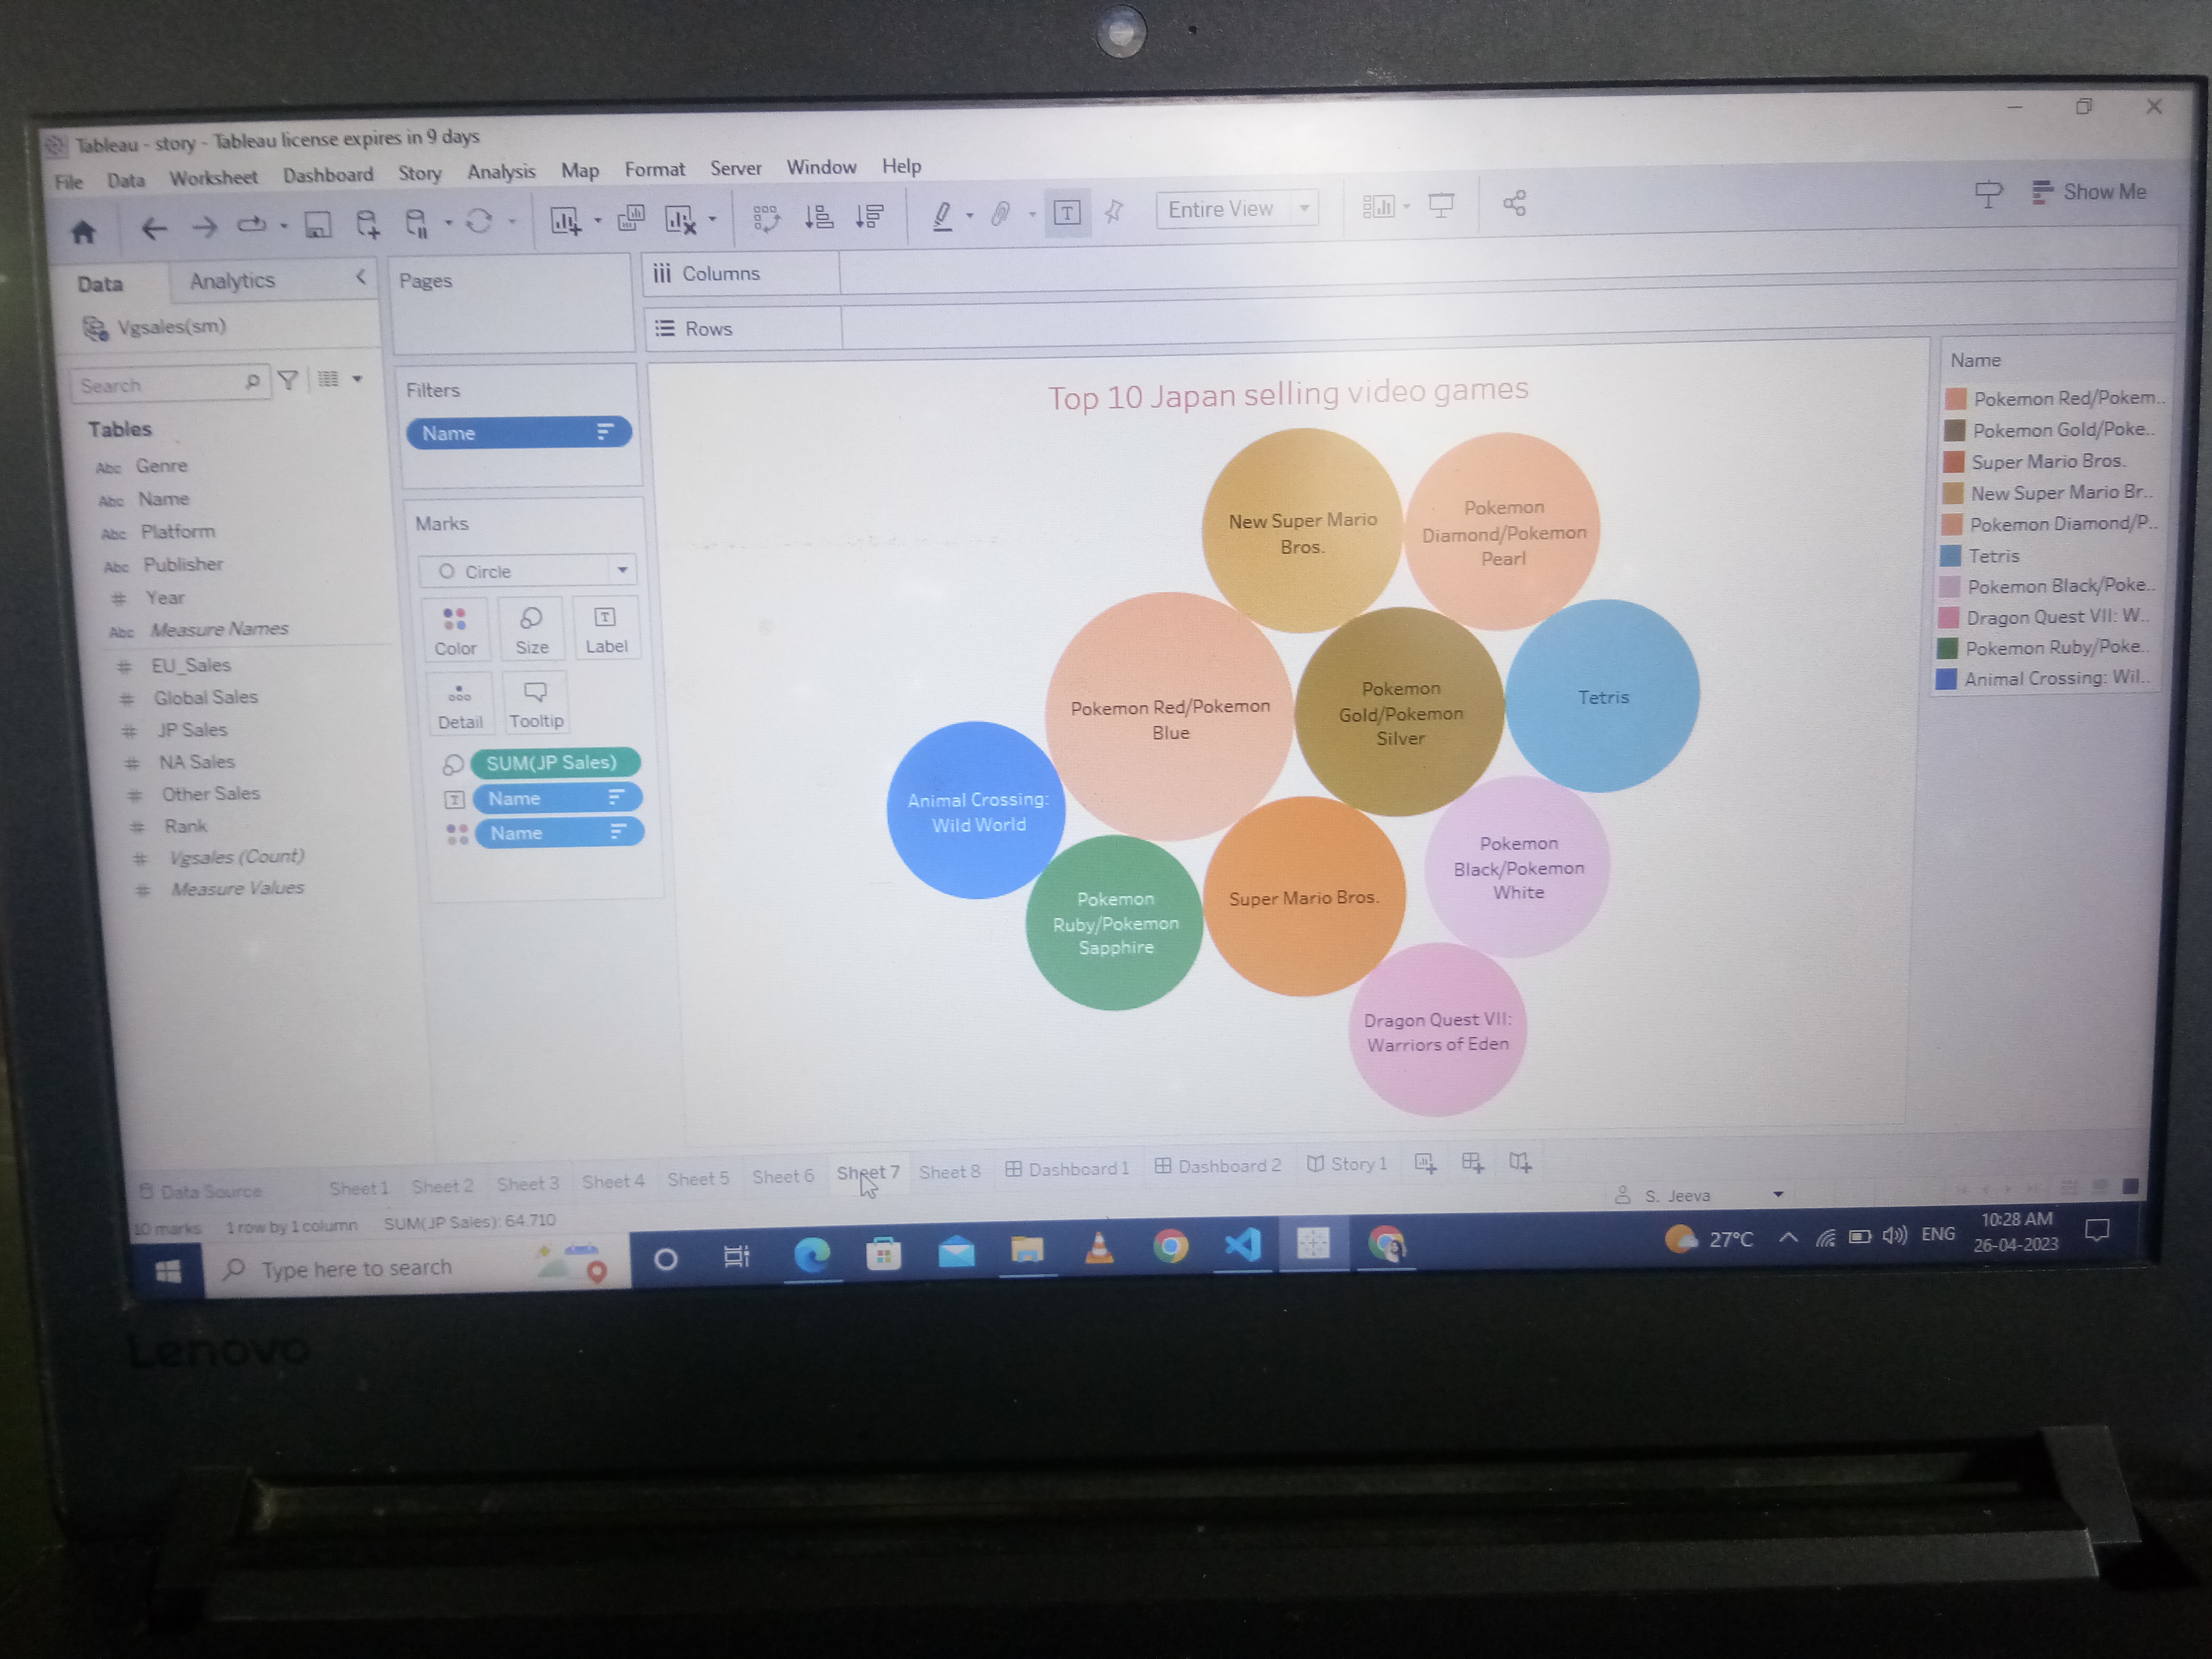 Tableau - story - Tableau license expires in 9 days
File Data Worksheet Dashboard Story Analysis Map Format Server Window Help
Entire View
Show Me
Data Analytics
Vgsales(sm)
Search
Tables
Abc Genre
Abc Name
Abc Platform
Abc Publisher
# Year
Abc Measure Names
# EU_Sales
# Global Sales
# JP Sales
# NA Sales
# Other Sales
# Rank
# Vgsales (Count)
# Measure Values
Pages
Filters
Name
Marks
Circle
Color Size Label
Detail Tooltip
SUM(JP Sales)
Name
Name
Columns
Rows
Top 10 Japan selling video games
New Super Mario
Bros.
Pokemon
Diamond/Pokemon
Pearl
Pokemon Red/Pokemon
Blue
Pokemon
Gold/Pokemon
Silver
Tetris
Animal Crossing:
Wild World
Pokemon
Ruby/Pokemon
Sapphire
Super Mario Bros.
Pokemon
Black/Pokemon
White
Dragon Quest VII:
Warriors of Eden
Name
Pokemon Red/Pokem..
Pokemon Gold/Poke..
Super Mario Bros.
New Super Mario Br..
Pokemon Diamond/P..
Tetris
Pokemon Black/Poke..
Dragon Quest VII: W..
Pokemon Ruby/Poke..
Animal Crossing: Wil..
Data Source Sheet 1 Sheet 2 Sheet 3 Sheet 4 Sheet 5 Sheet 6 Sheet 7 Sheet 8 Dashboard 1 Dashboard 2 Story 1
10 marks 1 row by 1 column SUM(JP Sales): 64.710
S. Jeeva
Type here to search
27°C
ENG
10:28 AM
26-04-2023
Lenovo